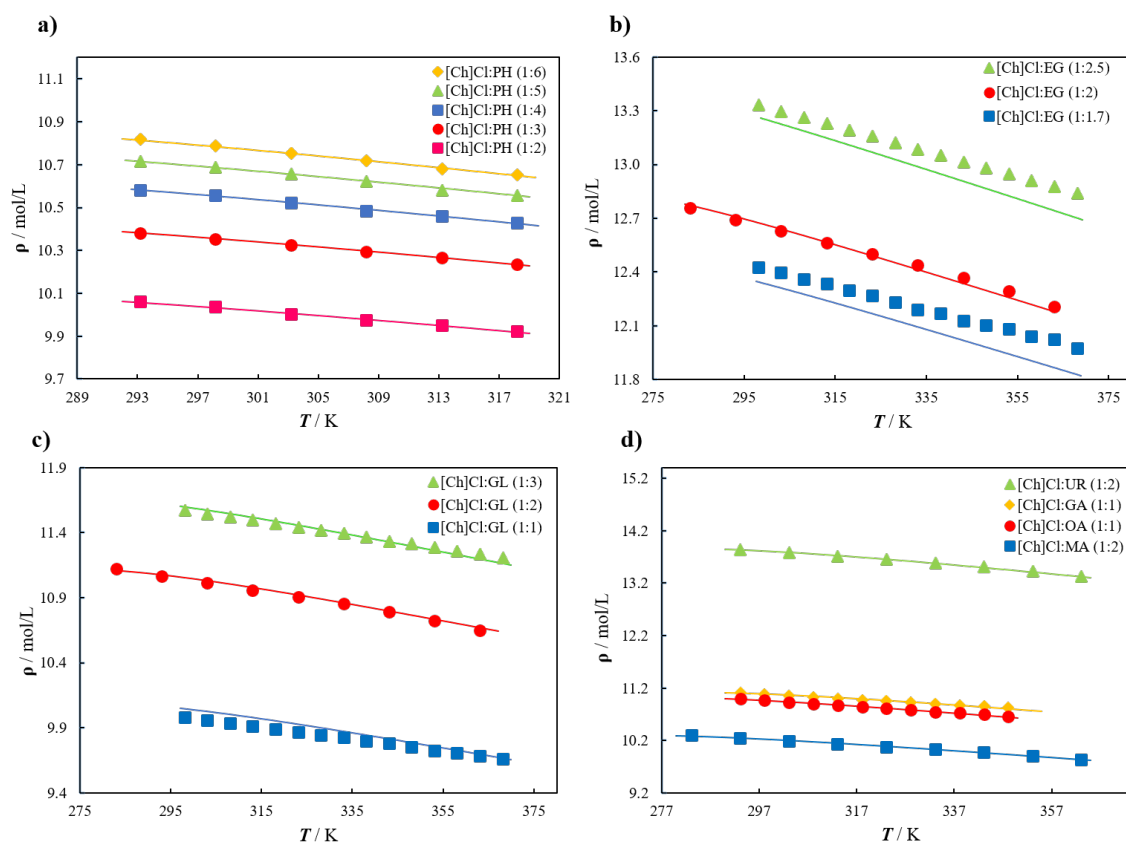 a)
11.1
10.9
10.7
10.5
10.3
10.1
9.9
9.7
289 293 297 301 305 309 313 317 321
ρ / mol/L
T / K
[Ch]Cl:PH (1:6)
[Ch]Cl:PH (1:5)
[Ch]Cl:PH (1:4)
[Ch]Cl:PH (1:3)
[Ch]Cl:PH (1:2)
b)
13.6
13.3
13.0
12.7
12.4
12.1
11.8
275 295 315 335 355 375
ρ / mol/L
T / K
[Ch]Cl:EG (1:2.5)
[Ch]Cl:EG (1:2)
[Ch]Cl:EG (1:1.7)
c)
11.9
11.4
10.9
10.4
9.9
9.4
275 295 315 335 355 375
ρ / mol/L
T / K
[Ch]Cl:GL (1:3)
[Ch]Cl:GL (1:2)
[Ch]Cl:GL (1:1)
d)
15.2
14.2
13.2
12.2
11.2
10.2
9.2
277 297 317 337 357
ρ / mol/L
T / K
[Ch]Cl:UR (1:2)
[Ch]Cl:GA (1:1)
[Ch]Cl:OA (1:1)
[Ch]Cl:MA (1:2)